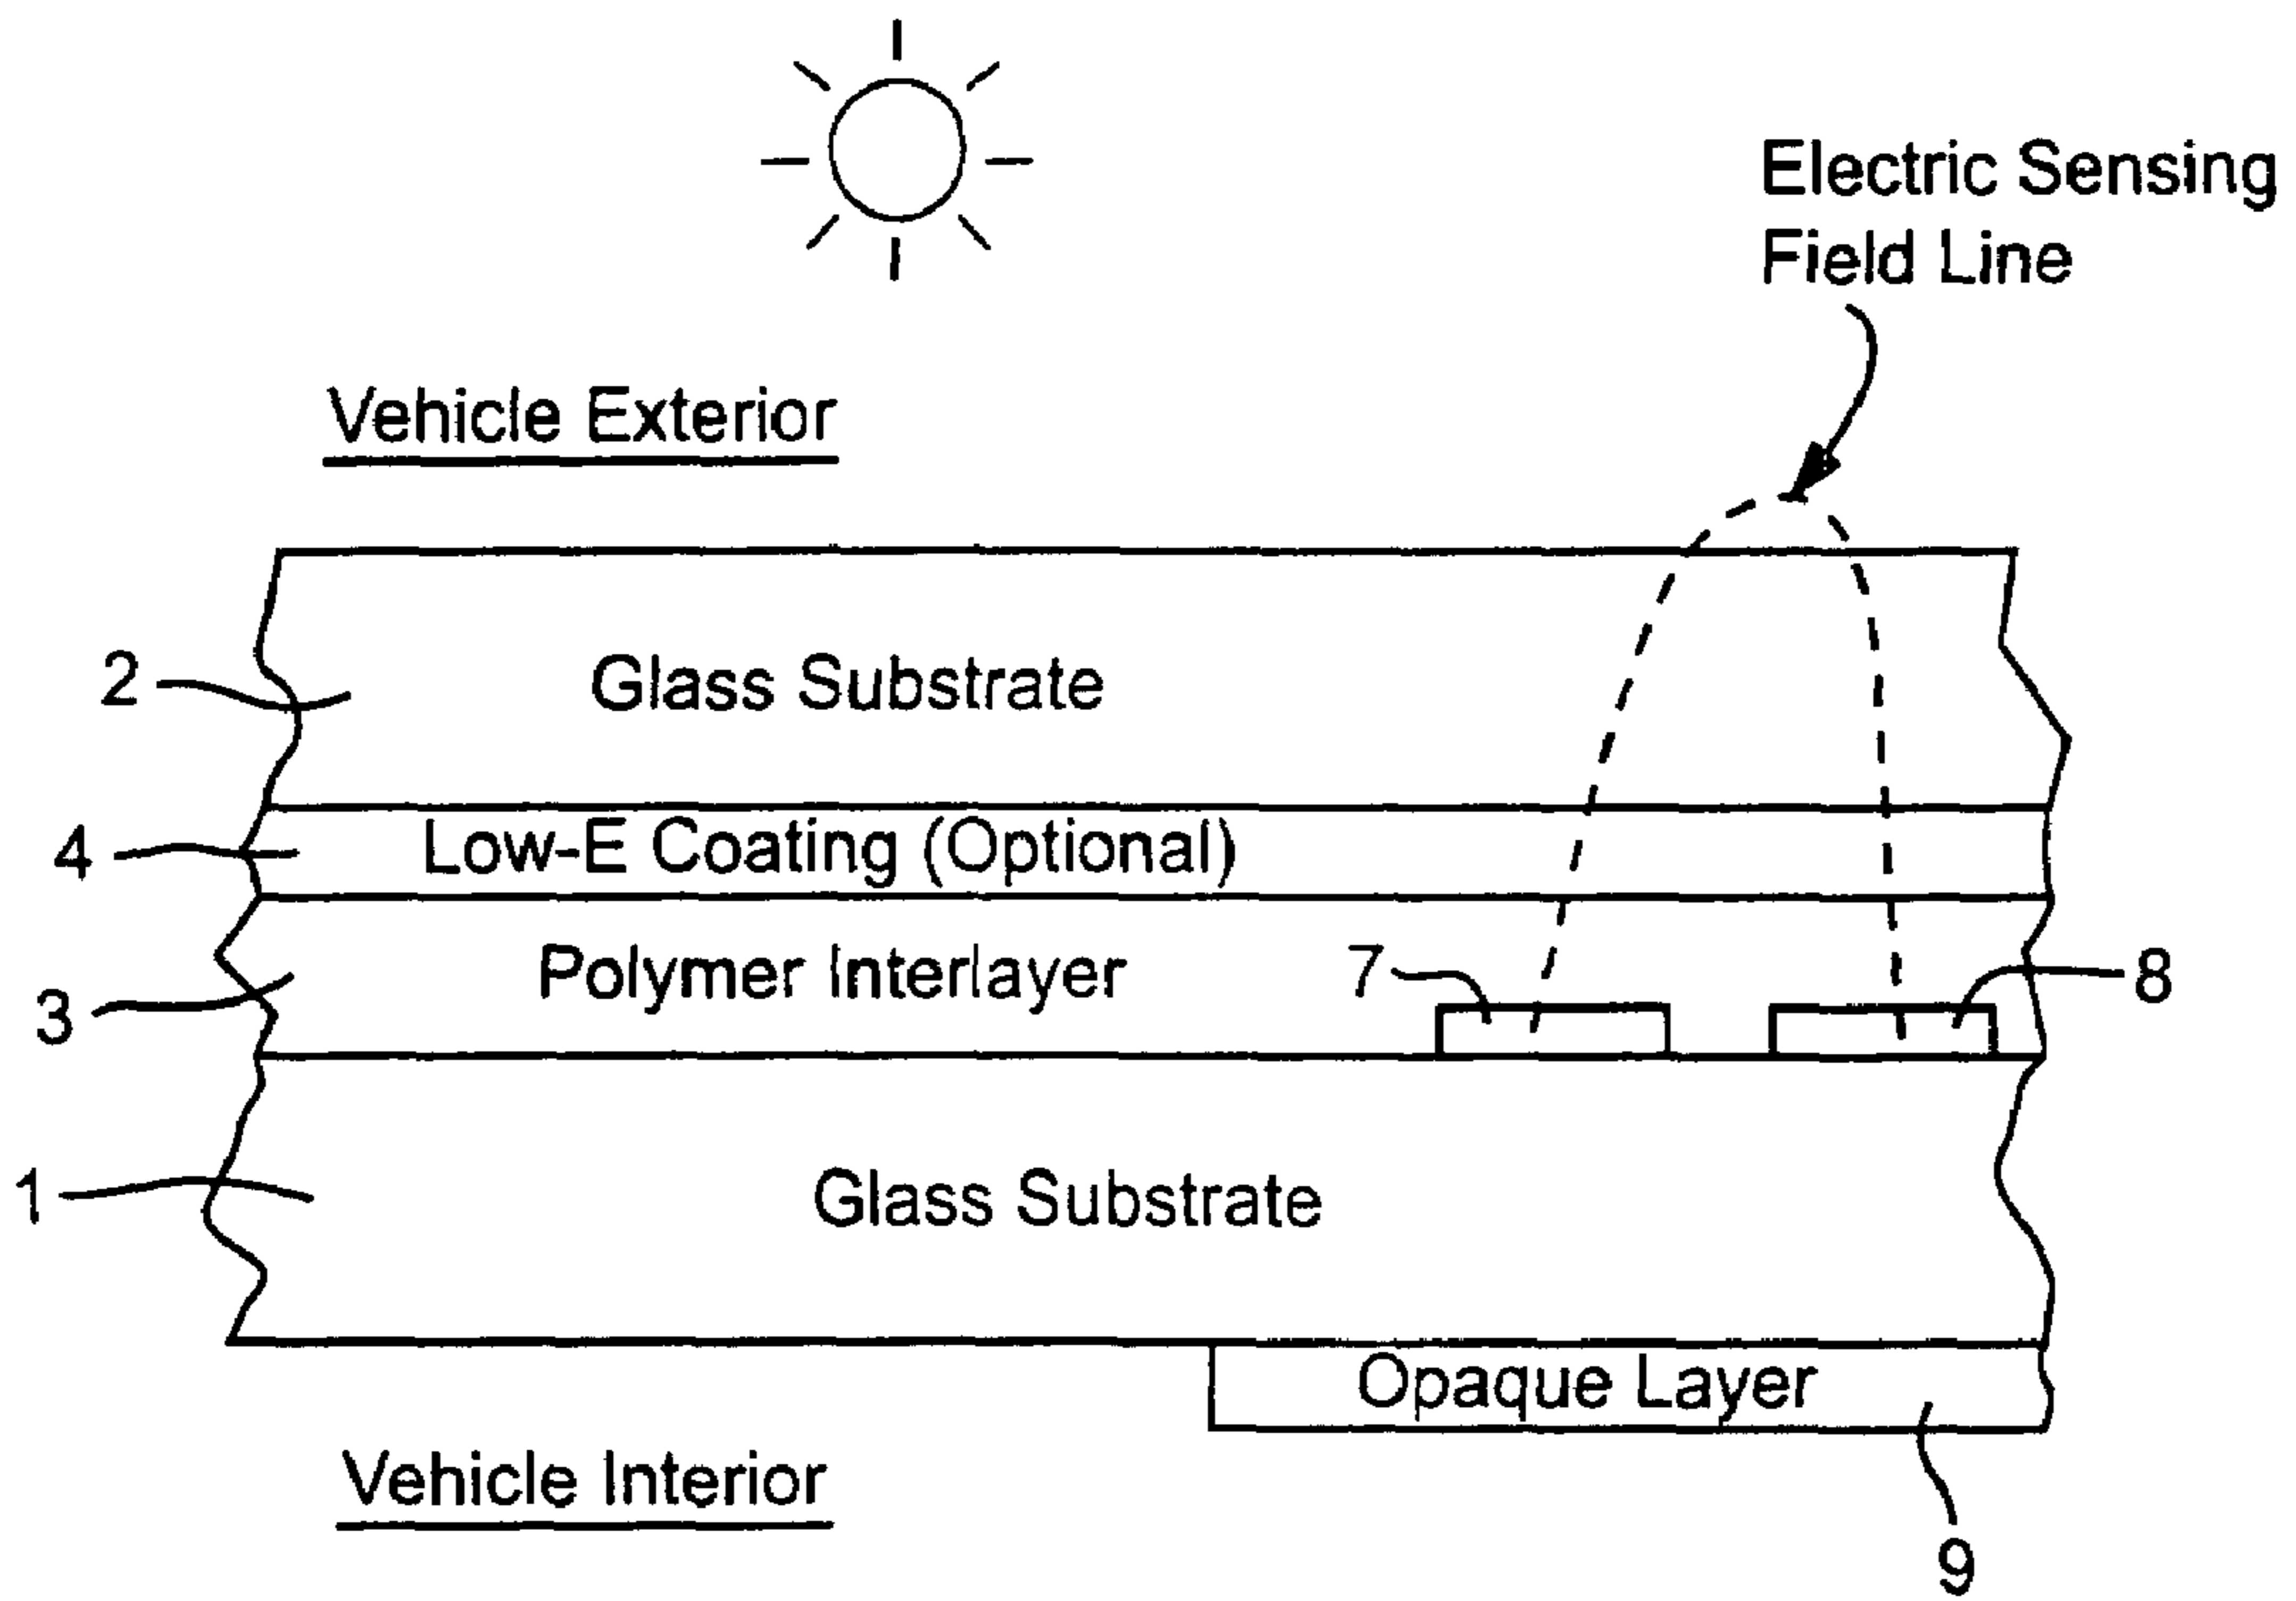 Electric Sensing
Field Line
Vehicle Exterior
2
Glass Substrate
4
Low-E Coating (Optional)
3
Polymer Interlayer
7
8
1
Glass Substrate
Opaque Layer
Vehicle Interior
9